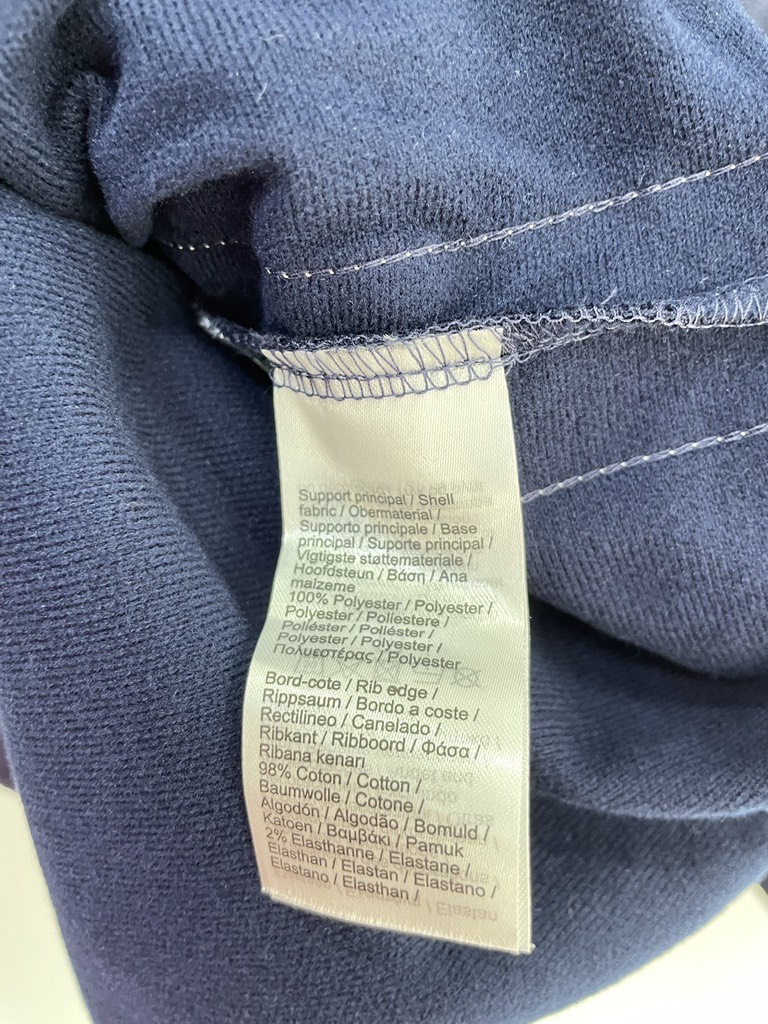 Support principal / Shell
fabric / Obermaterial /
Supporto principale / Base
principal / Suporte principal /
Vigtigste støttemateriale /
Hoofdsteun / Βάση / Ana
malzeme
100% Polyester / Polyester /
Polyester / Poliestere /
Poliéster / Poliéster /
Polyester / Polyester /
Πολυεστέρας / Polyester
Bord-cote / Rib edge /
Rippsaum / Bordo a coste /
Rectilineo / Canelado /
Ribkant / Ribboord / Φάσα /
Ribana kenarı
98% Coton / Cotton /
Baumwolle / Cotone /
Algodón / Algodão / Bomuld /
Katoen / Βαμβάκι / Pamuk
2% Elasthanne / Elastane /
Elasthan / Elastan / Elastano /
Elastano / Elasthan /